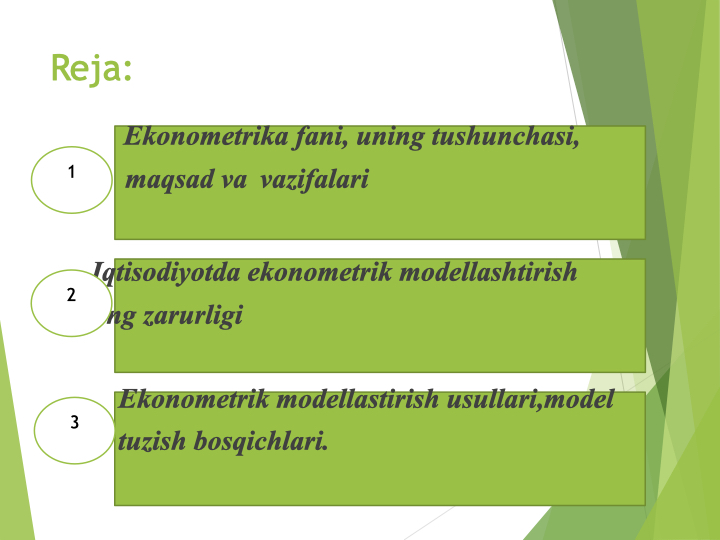 Reja:
1
Ekonometrika fani, uning tushunchasi,
maqsad va vazifalari
2
Iqtisodiyotda ekonometrik modellashtirish
ng zarurligi
3
Ekonometrik modellastirish usullari,model
tuzish bosqichlari.